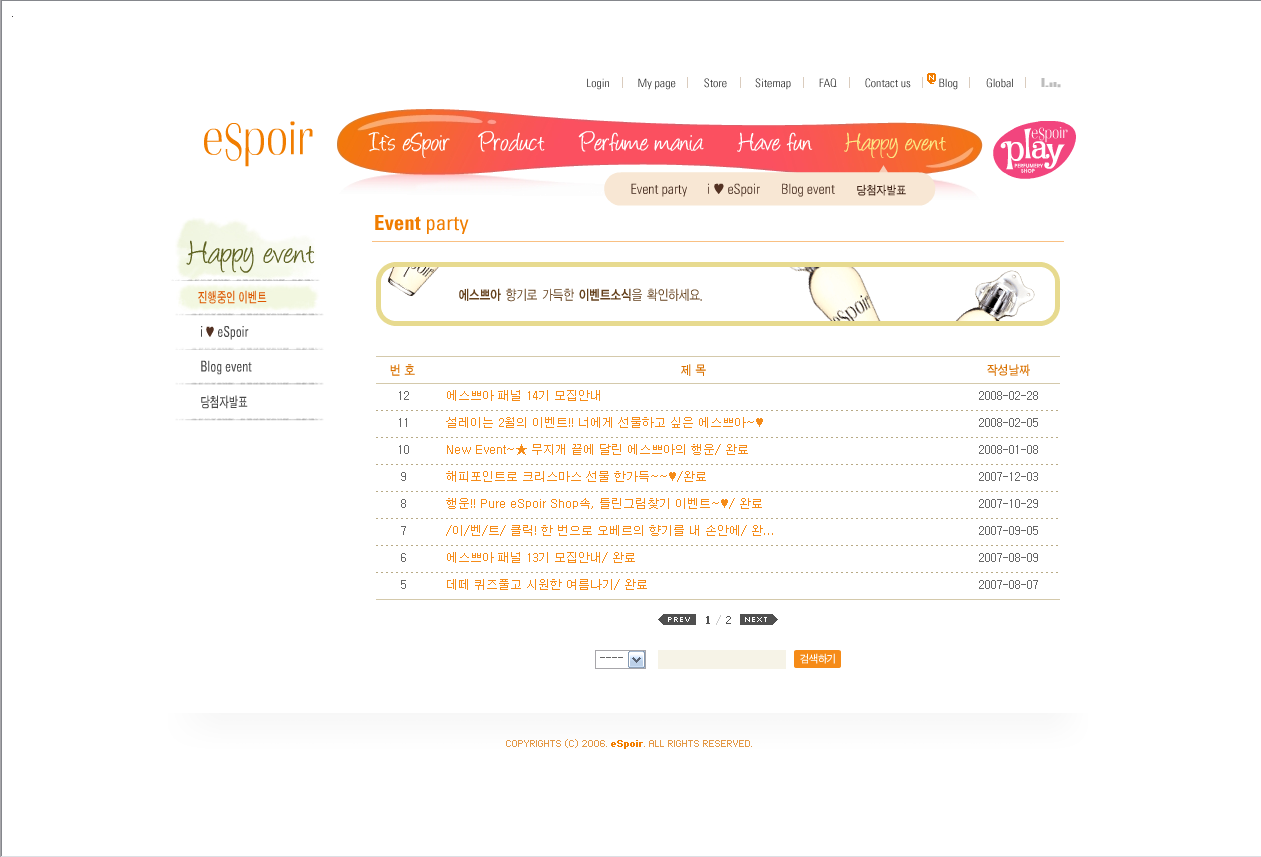 Login My page Store Sitemap FAQ Contact us N Blog Global
eSpoir It's eSpoir Product Perfume mania Have fun Happy event eSpoir play PERFUMERY SHOP
Event party i ♥ eSpoir Blog event 당첨자발표
Event party
Happy event
진행중인 이벤트
i ♥ eSpoir
Blog event
당첨자발표
에스쁘아 향기로 가득한 이벤트소식을 확인하세요.
eSpoir
번 호 제 목 작성날짜
12 에스쁘아 패널 14기 모집안내 2008-02-28
11 설레이는 2월의 이벤트!! 너에게 선물하고 싶은 에스쁘아~♥ 2008-02-05
10 New Event~★ 무지개 끝에 달린 에스쁘아의 행운/ 완료 2008-01-08
9 해피포인트로 크리스마스 선물 한가득~~♥/완료 2007-12-03
8 행운!! Pure eSpoir Shop속, 틀린그림찾기 이벤트~♥/ 완료 2007-10-29
7 /이/벤/트/ 클릭! 한 번으로 오베르의 향기를 내 손안에/ 완... 2007-09-05
6 에스쁘아 패널 13기 모집안내/ 완료 2007-08-09
5 데떼 퀴즈풀고 시원한 여름나기/ 완료 2007-08-07
PREV 1 / 2 NEXT
---- 검색하기
COPYRIGHTS (C) 2006. eSpoir. ALL RIGHTS RESERVED.